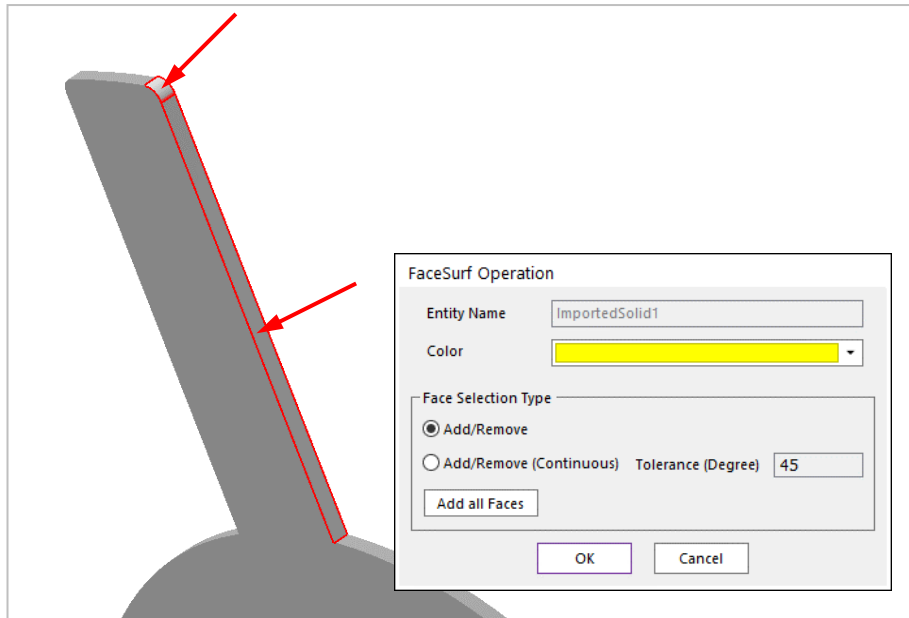 FaceSurf Operation
Entity Name ImportedSolid1
Color
Face Selection Type
Add/Remove
Add/Remove (Continuous) Tolerance (Degree) 45
Add all Faces
OK Cancel